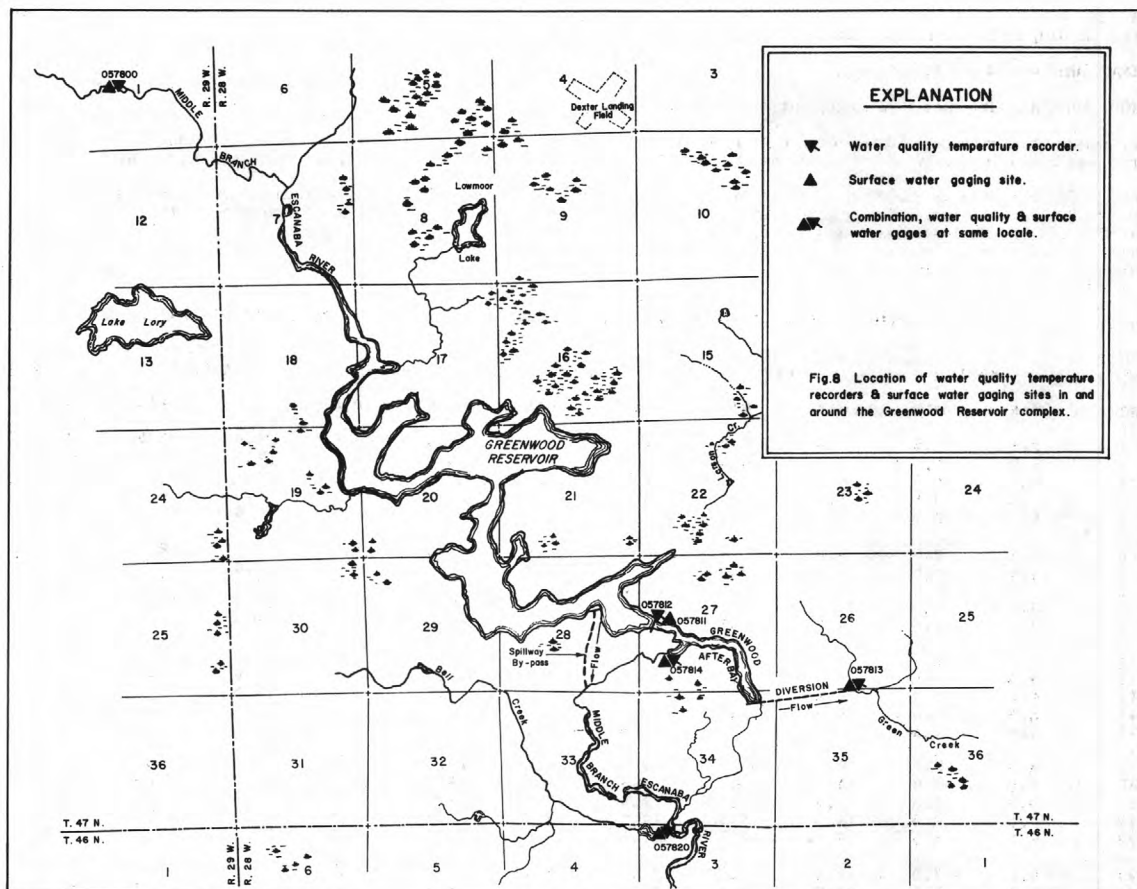 057800
R. 29 W.
R. 28 W.
1
6
5
4
3
Dexter Landing
Field
MIDDLE
BRANCH
ESCANABA
RIVER
12
7
8
Lowmoor
Lake
9
10
Lake Lory
13
18
17
16
15
GREENWOOD
RESERVOIR
24
19
20
21
22
23
24
25
30
29
28
27
26
25
057812
057811
GREENWOOD
AFTERBAY
057814
057813
Spillway
By-pass
Flow
DIVERSION
Flow
Green
Creek
Bell
Creek
MIDDLE
BRANCH
ESCANABA
RIVER
36
31
32
33
34
35
36
T. 47 N.
T. 46 N.
T. 47 N.
T. 46 N.
057820
R. 29 W.
R. 28 W.
1
6
5
4
3
2
1
EXPLANATION
Water quality temperature recorder.
Surface water gaging site.
Combination, water quality & surface
water gages at same locale.
Fig.8 Location of water quality temperature
recorders & surface water gaging sites in and
around the Greenwood Reservoir complex.